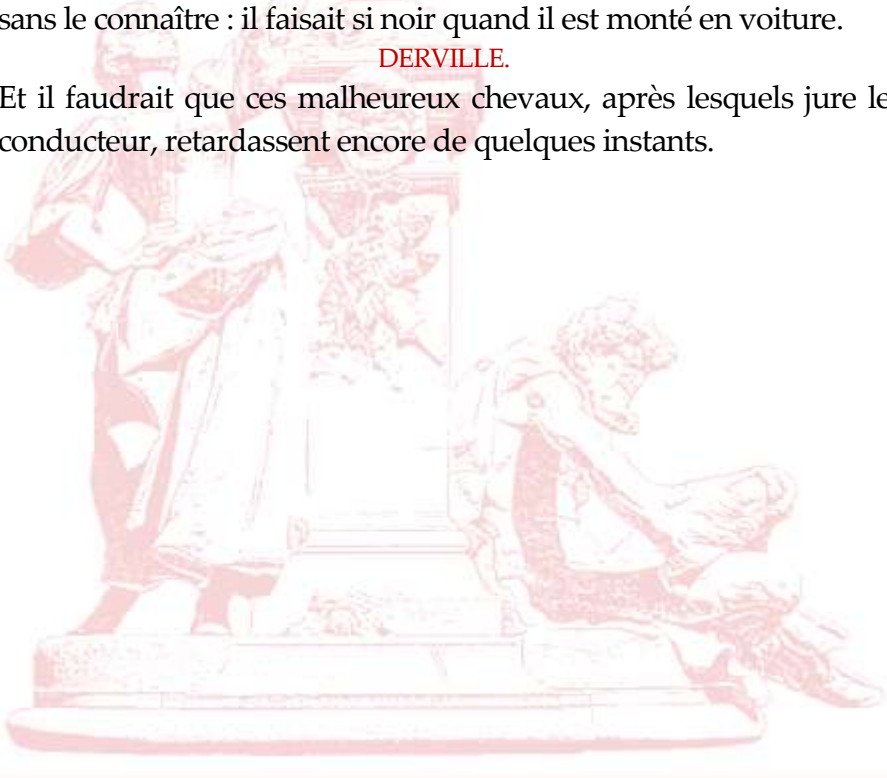 sans le connaître : il faisait si noir quand il est monté en voiture.
DERVILLE.
Et il faudrait que ces malheureux chevaux, après lesquels jure le
conducteur, retardassent encore de quelques instants.